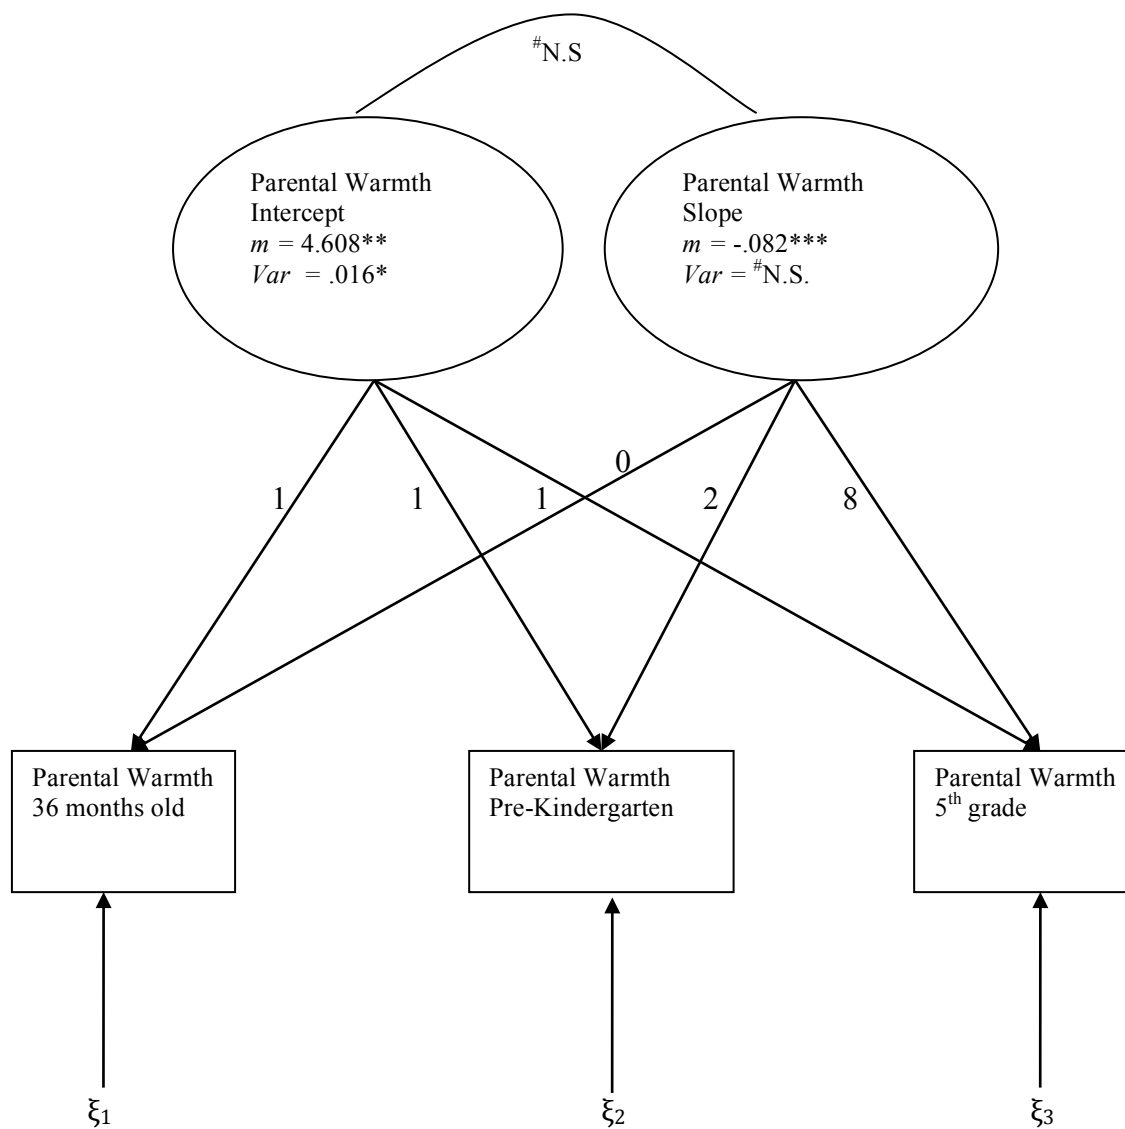 #N.S
Parental Warmth
Intercept
m = 4.608**
Var = .016*
Parental Warmth
Slope
m = -.082***
Var = #N.S.
0
1
1
1
2
8
Parental Warmth
36 months old
Parental Warmth
Pre-Kindergarten
Parental Warmth
5th grade
ξ1
ξ2
ξ3